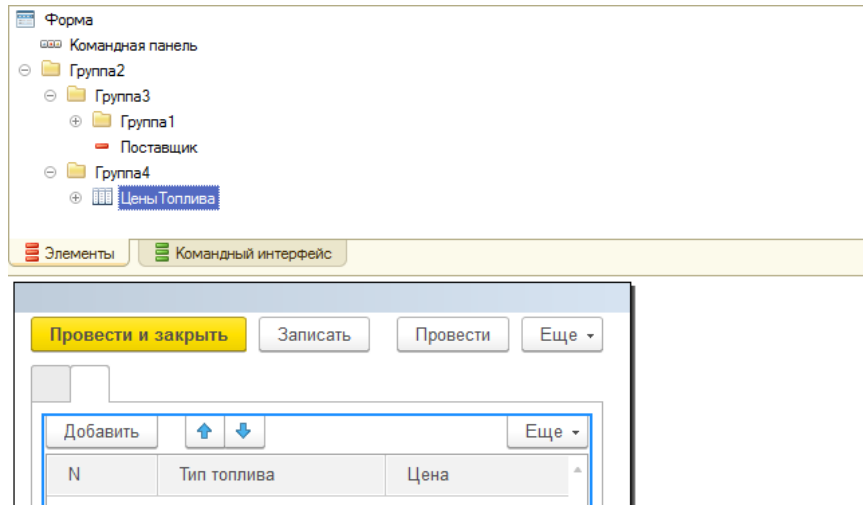 Форма
Командная панель
Группа2
Группа3
Группа1
Поставщик
Группа4
ЦеныТоплива
Элементы Командный интерфейс
Провести и закрыть Записать Провести Еще
Добавить Еще
N Тип топлива Цена